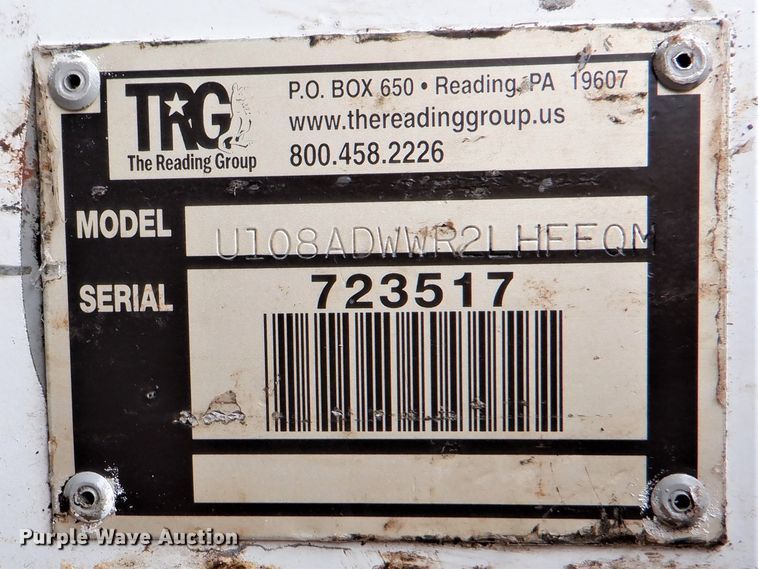 TRG
The Reading Group
P.O. BOX 650 • Reading, PA 19607
www.thereadinggroup.us
800.458.2226
MODEL U108ADWWR2LHFFQM
SERIAL 723517
Purple Wave Auction